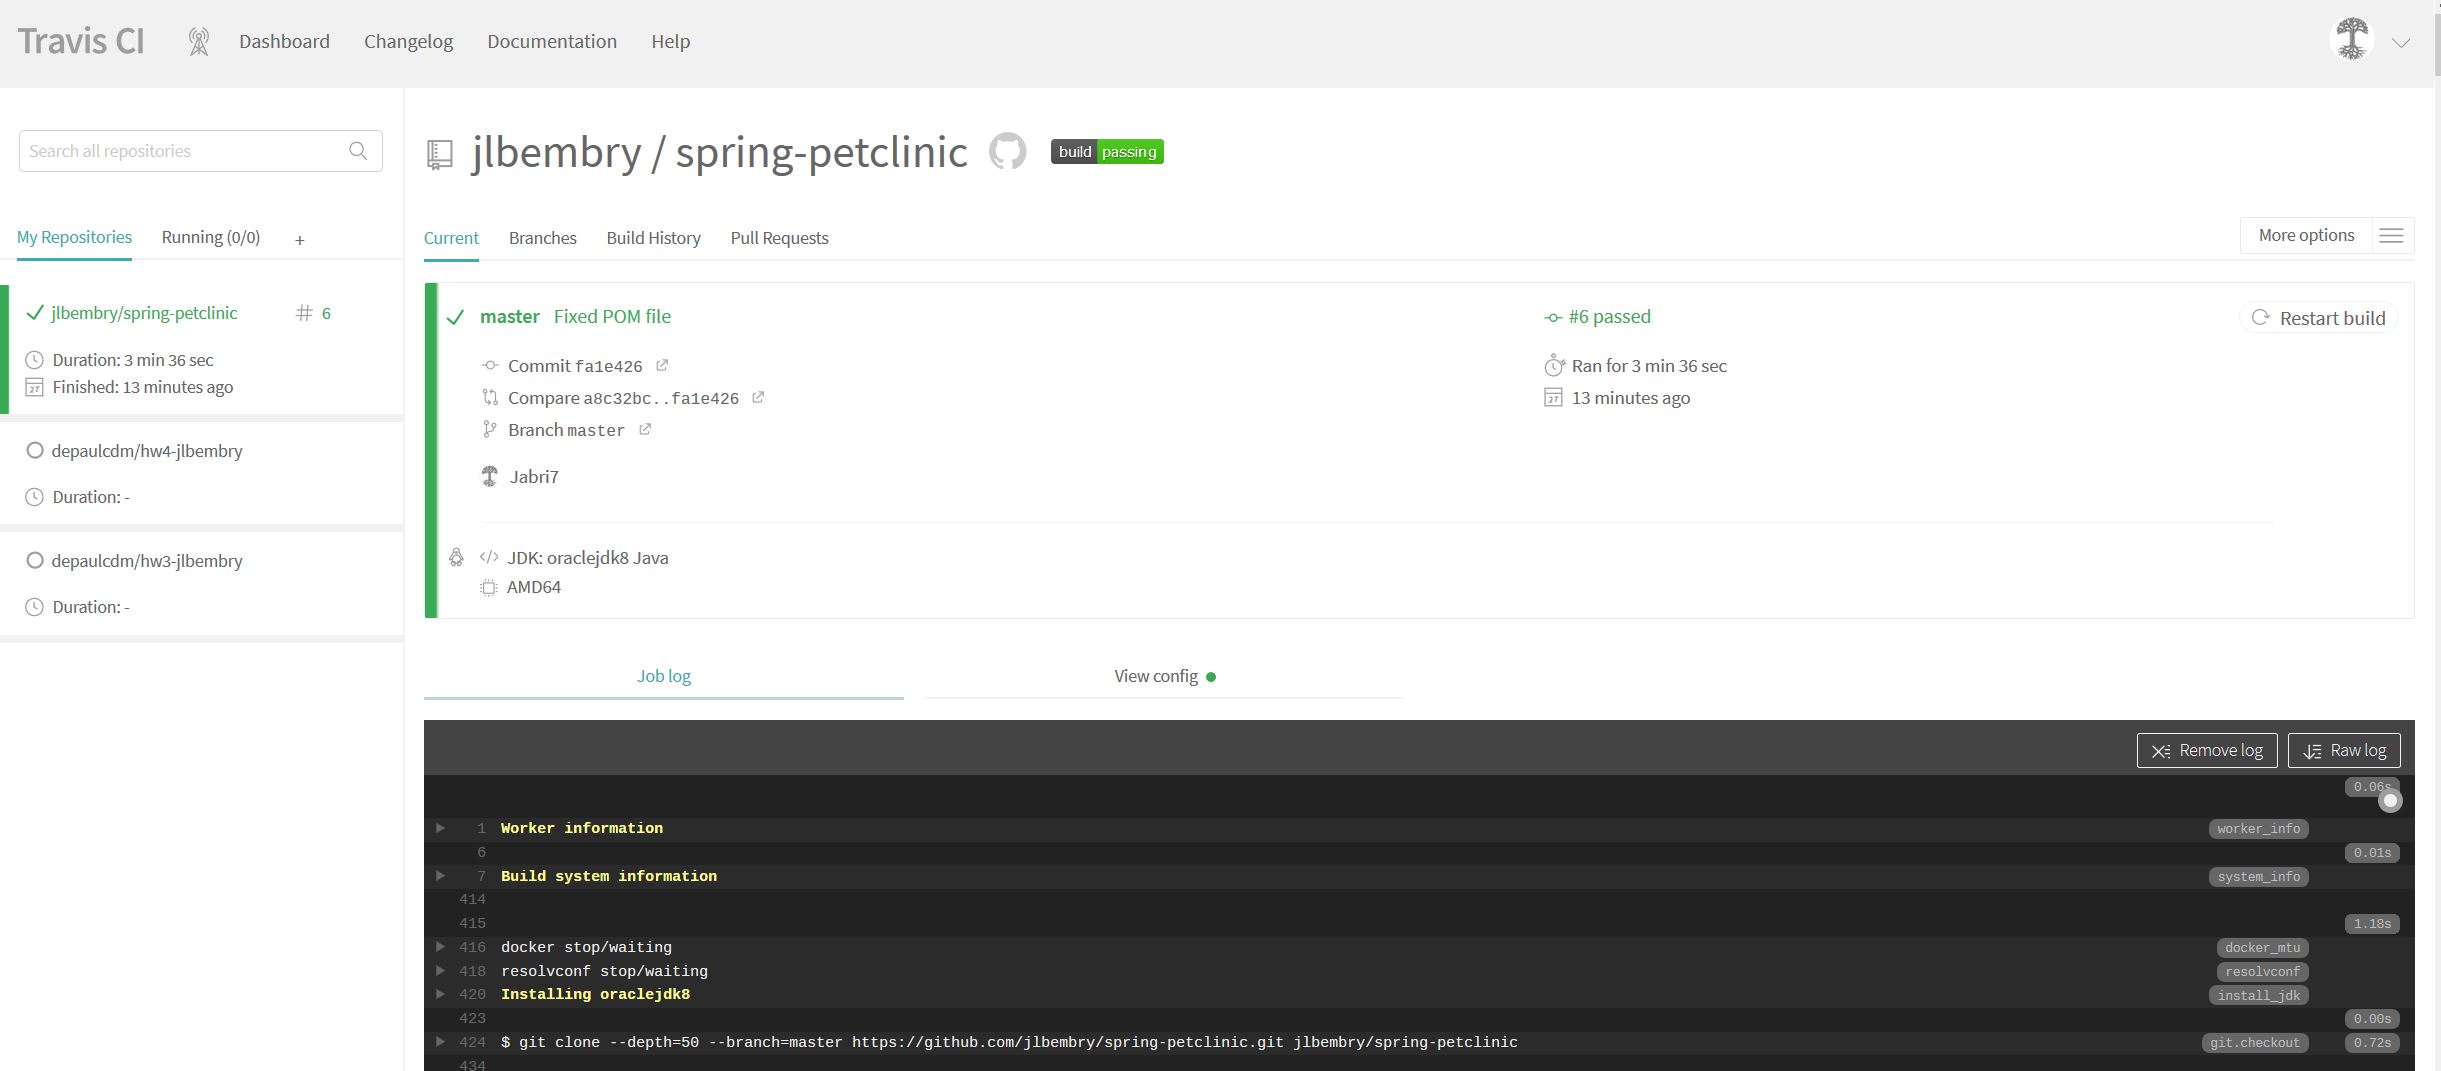 Travis CI Dashboard Changelog Documentation Help
Search all repositories
My Repositories Running (0/0) +
jlbembry/spring-petclinic # 6
Duration: 3 min 36 sec
27 Finished: 13 minutes ago
depaulcdm/hw4-jlbembry
Duration: -
depaulcdm/hw3-jlbembry
Duration: -
jlbembry / spring-petclinic build passing
Current Branches Build History Pull Requests More options
master Fixed POM file #6 passed Restart build
Commit fa1e426 Ran for 3 min 36 sec
Compare a8c32bc..fa1e426 27 13 minutes ago
Branch master
Jabri7
</> JDK: oraclejdk8 Java
AMD64
Job log View config
Remove log Raw log
0.06s
1 Worker information worker_info
6 0.01s
7 Build system information system_info
414
415 1.18s
416 docker stop/waiting docker_mtu
418 resolvconf stop/waiting resolvconf
420 Installing oraclejdk8 install_jdk
423 0.00s
424 $ git clone --depth=50 --branch=master https://github.com/jlbembry/spring-petclinic.git jlbembry/spring-petclinic git.checkout 0.72s
434